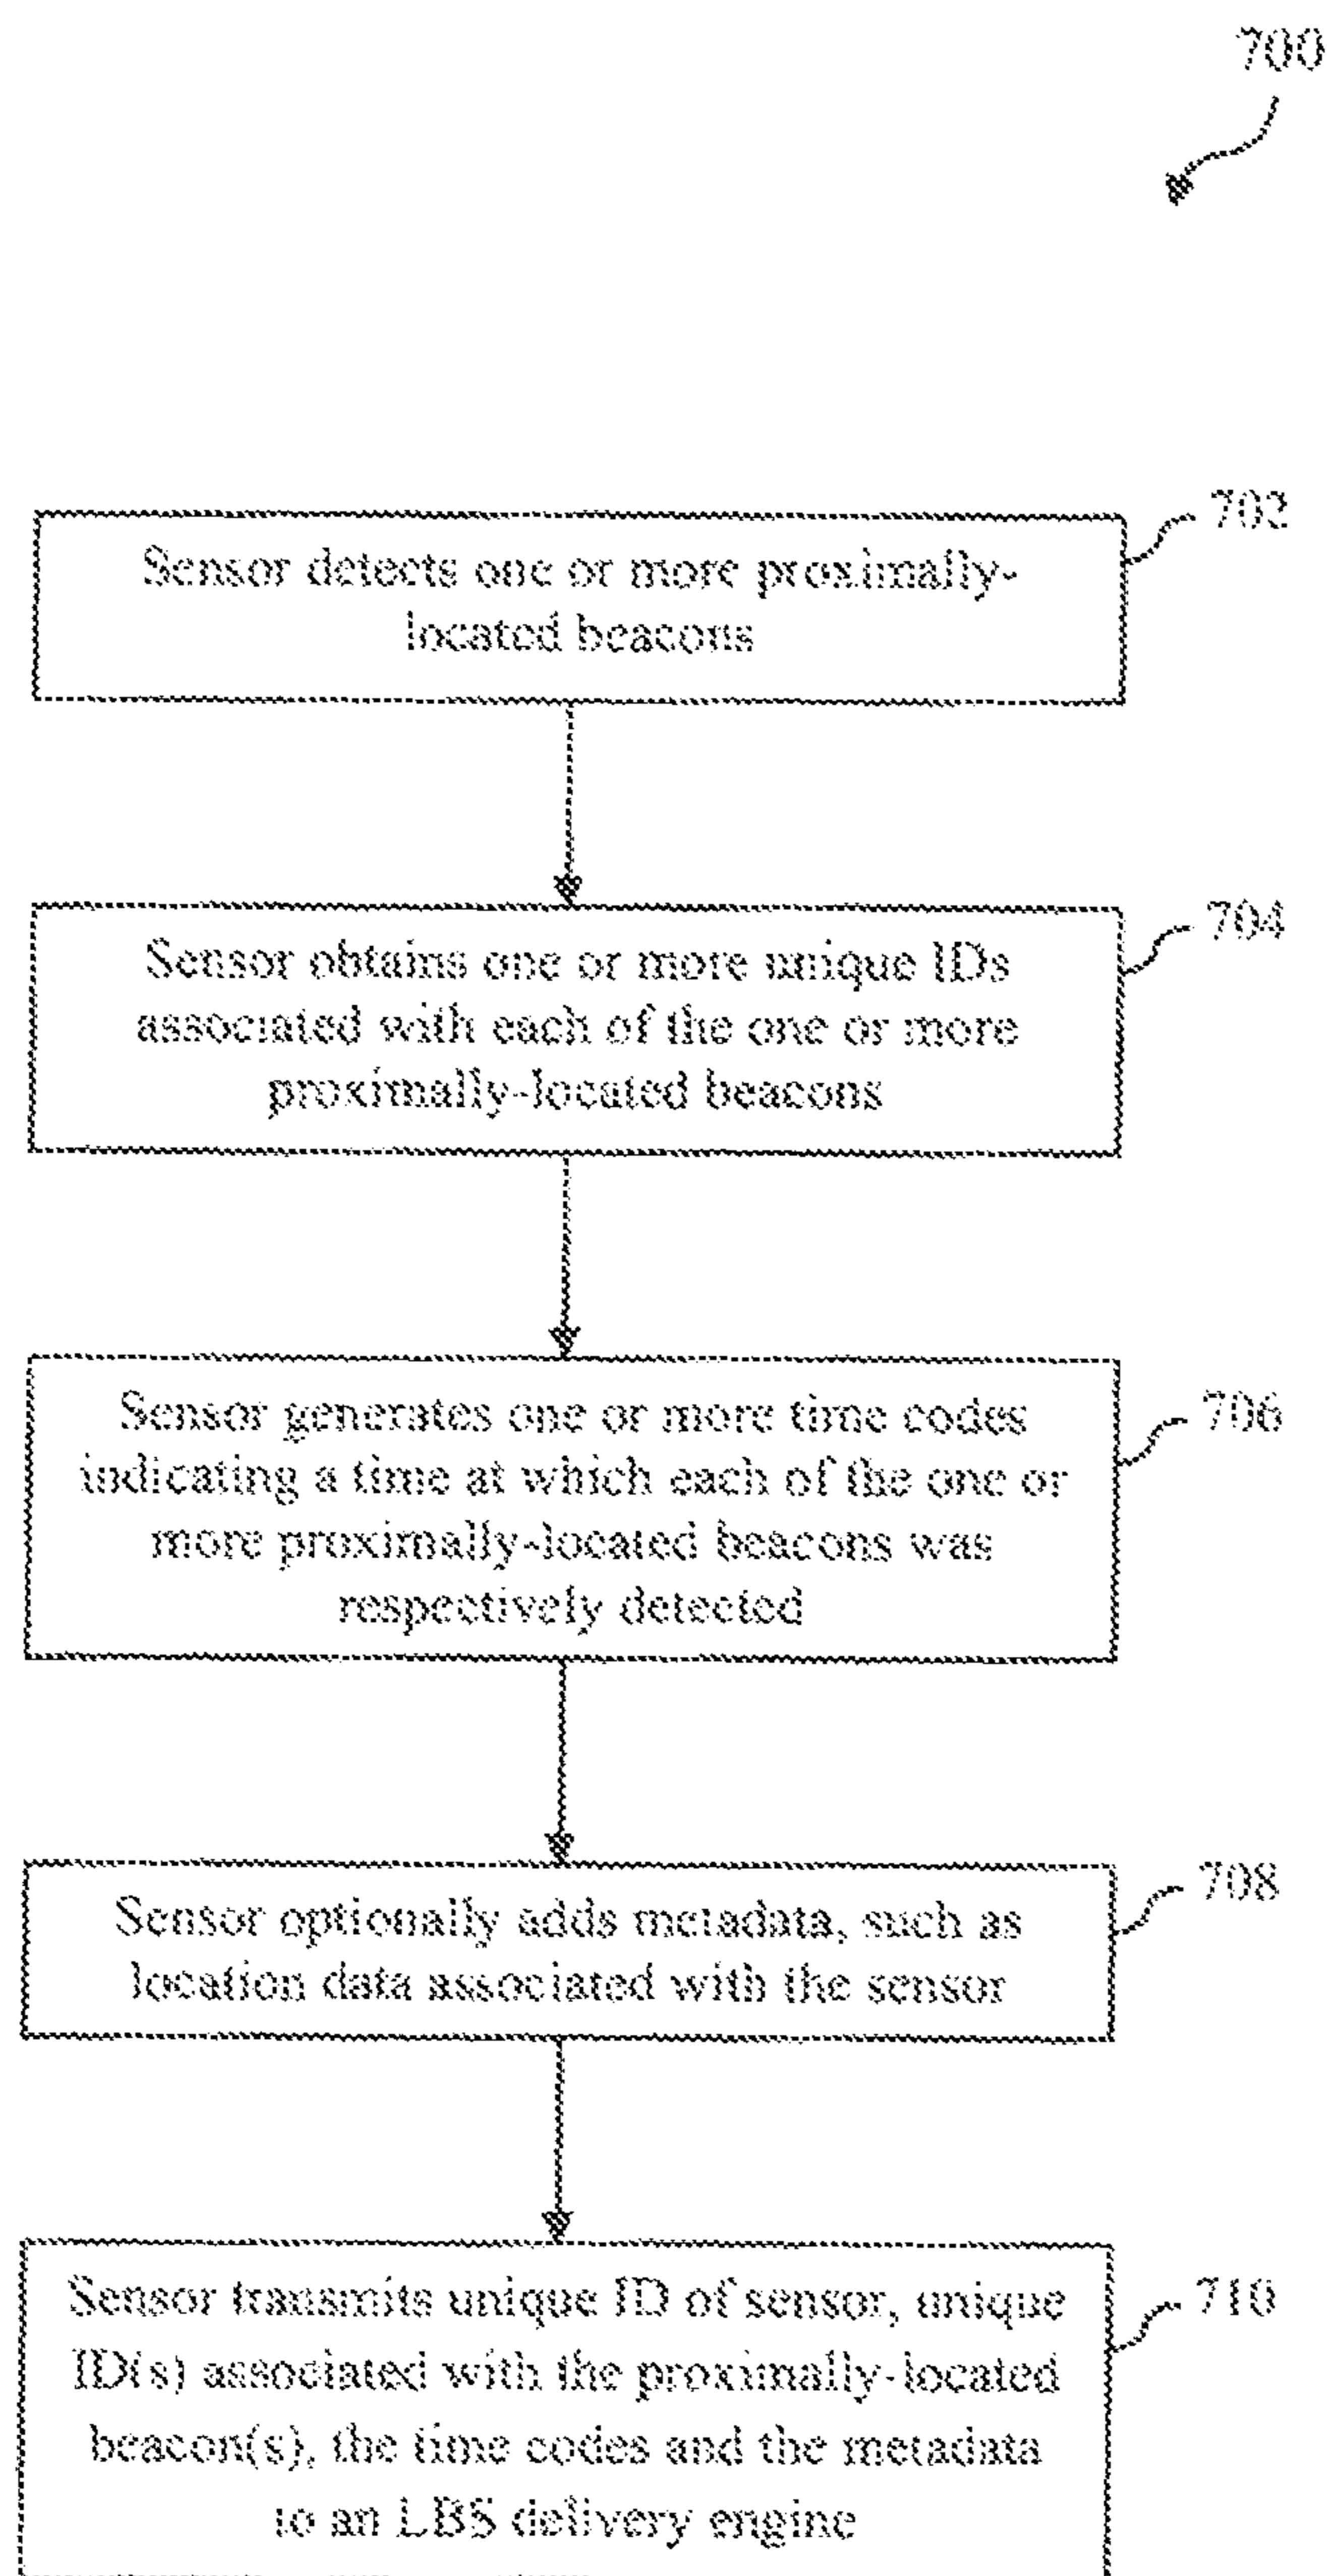 700
702
Sensor detects one or more proximally-
located beacons
704
Sensor obtains one or more unique IDs
associated with each of the one or more
proximally-located beacons
706
Sensor generates one or more time codes
indicating a time at which each of the one or
more proximally-located beacons was
respectively detected
708
Sensor optionally adds metadata, such as
location data associated with the sensor
710
Sensor transmits unique ID of sensor, unique
ID(s) associated with the proximally-located
beacon(s), the time codes and the metadata
to an LBS delivery engine